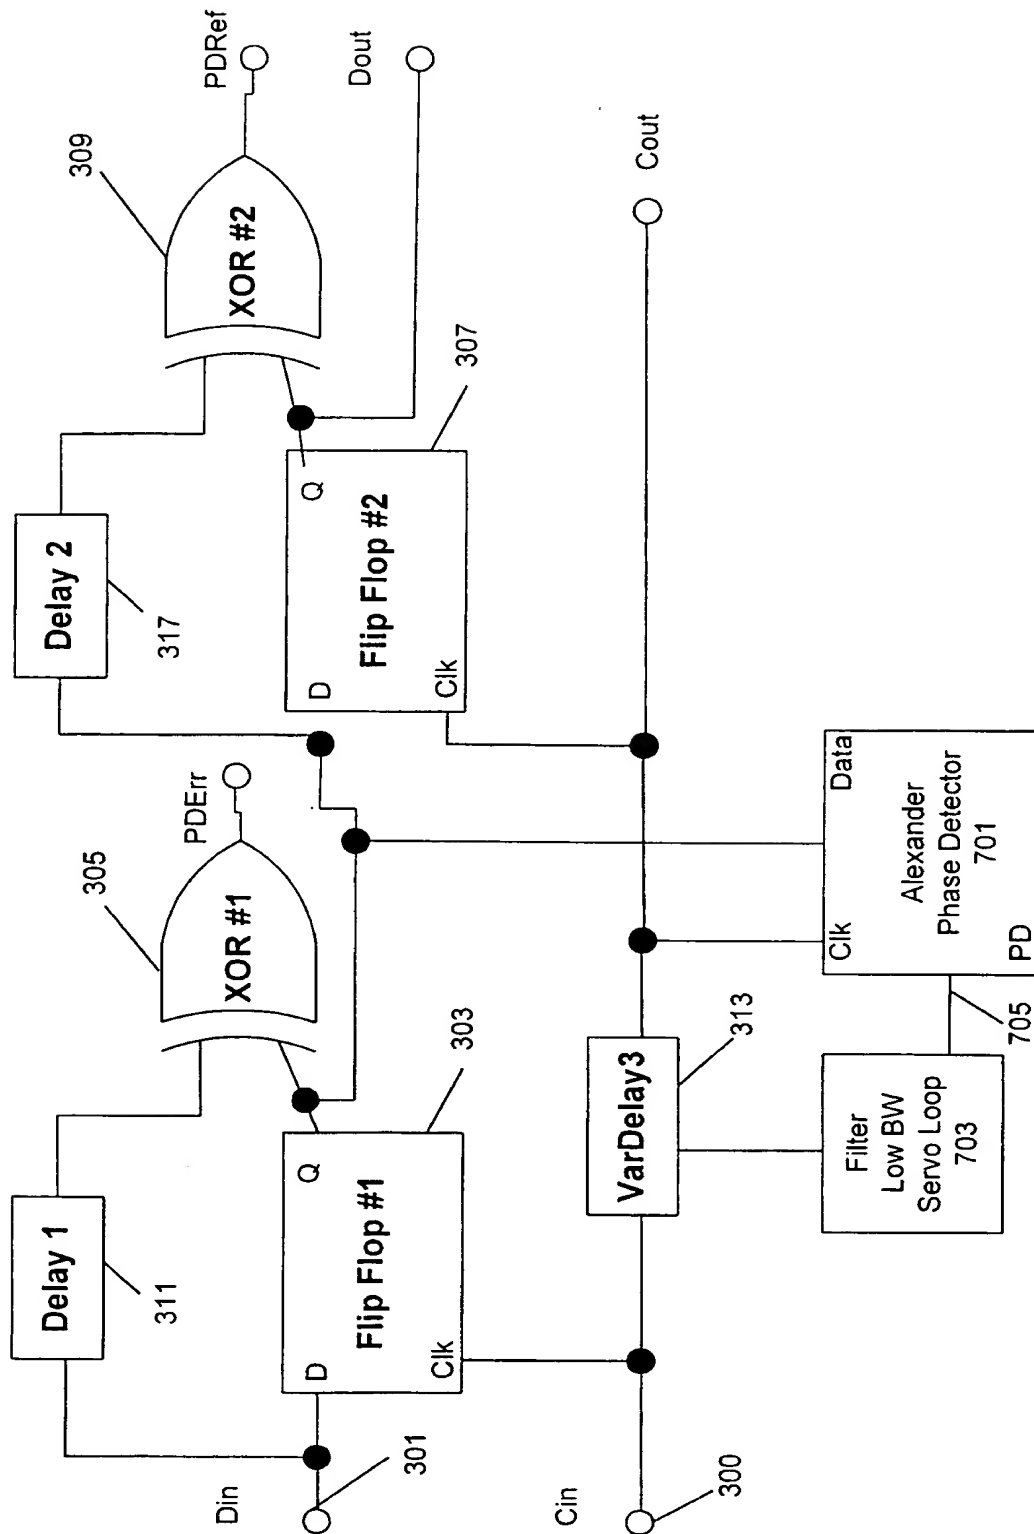 Din
301
Delay 1
311
D
Q
Flip Flop #1
Clk
303
XOR #1
305
PDErr
Delay 2
317
D
Q
Flip Flop #2
Clk
307
XOR #2
309
PDRef
Dout
Cin
300
VarDelay3
313
Cout
Filter
Low BW
Servo Loop
703
705
Clk
Data
Alexander
Phase Detector
701
PD